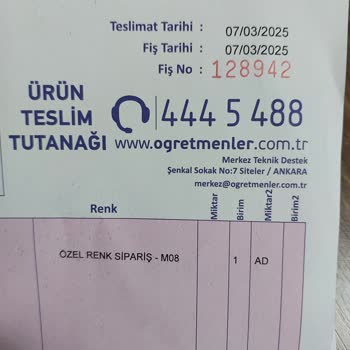 Teslimat Tarihi : 07/03/2025
Fiş Tarihi : 07/03/2025
Fiş No : 128942
ÜRÜN
TESLİM
TUTANAĞI
444 5 488
www.ogretmenler.com.tr
Merkez Teknik Destek
Şenkal Sokak No:7 Siteler / ANKARA
merkez@ogretmenler.com.tr
Renk Miktar Birim Miktar2 Birim2
ÖZEL RENK SİPARİŞ - M08 1 AD